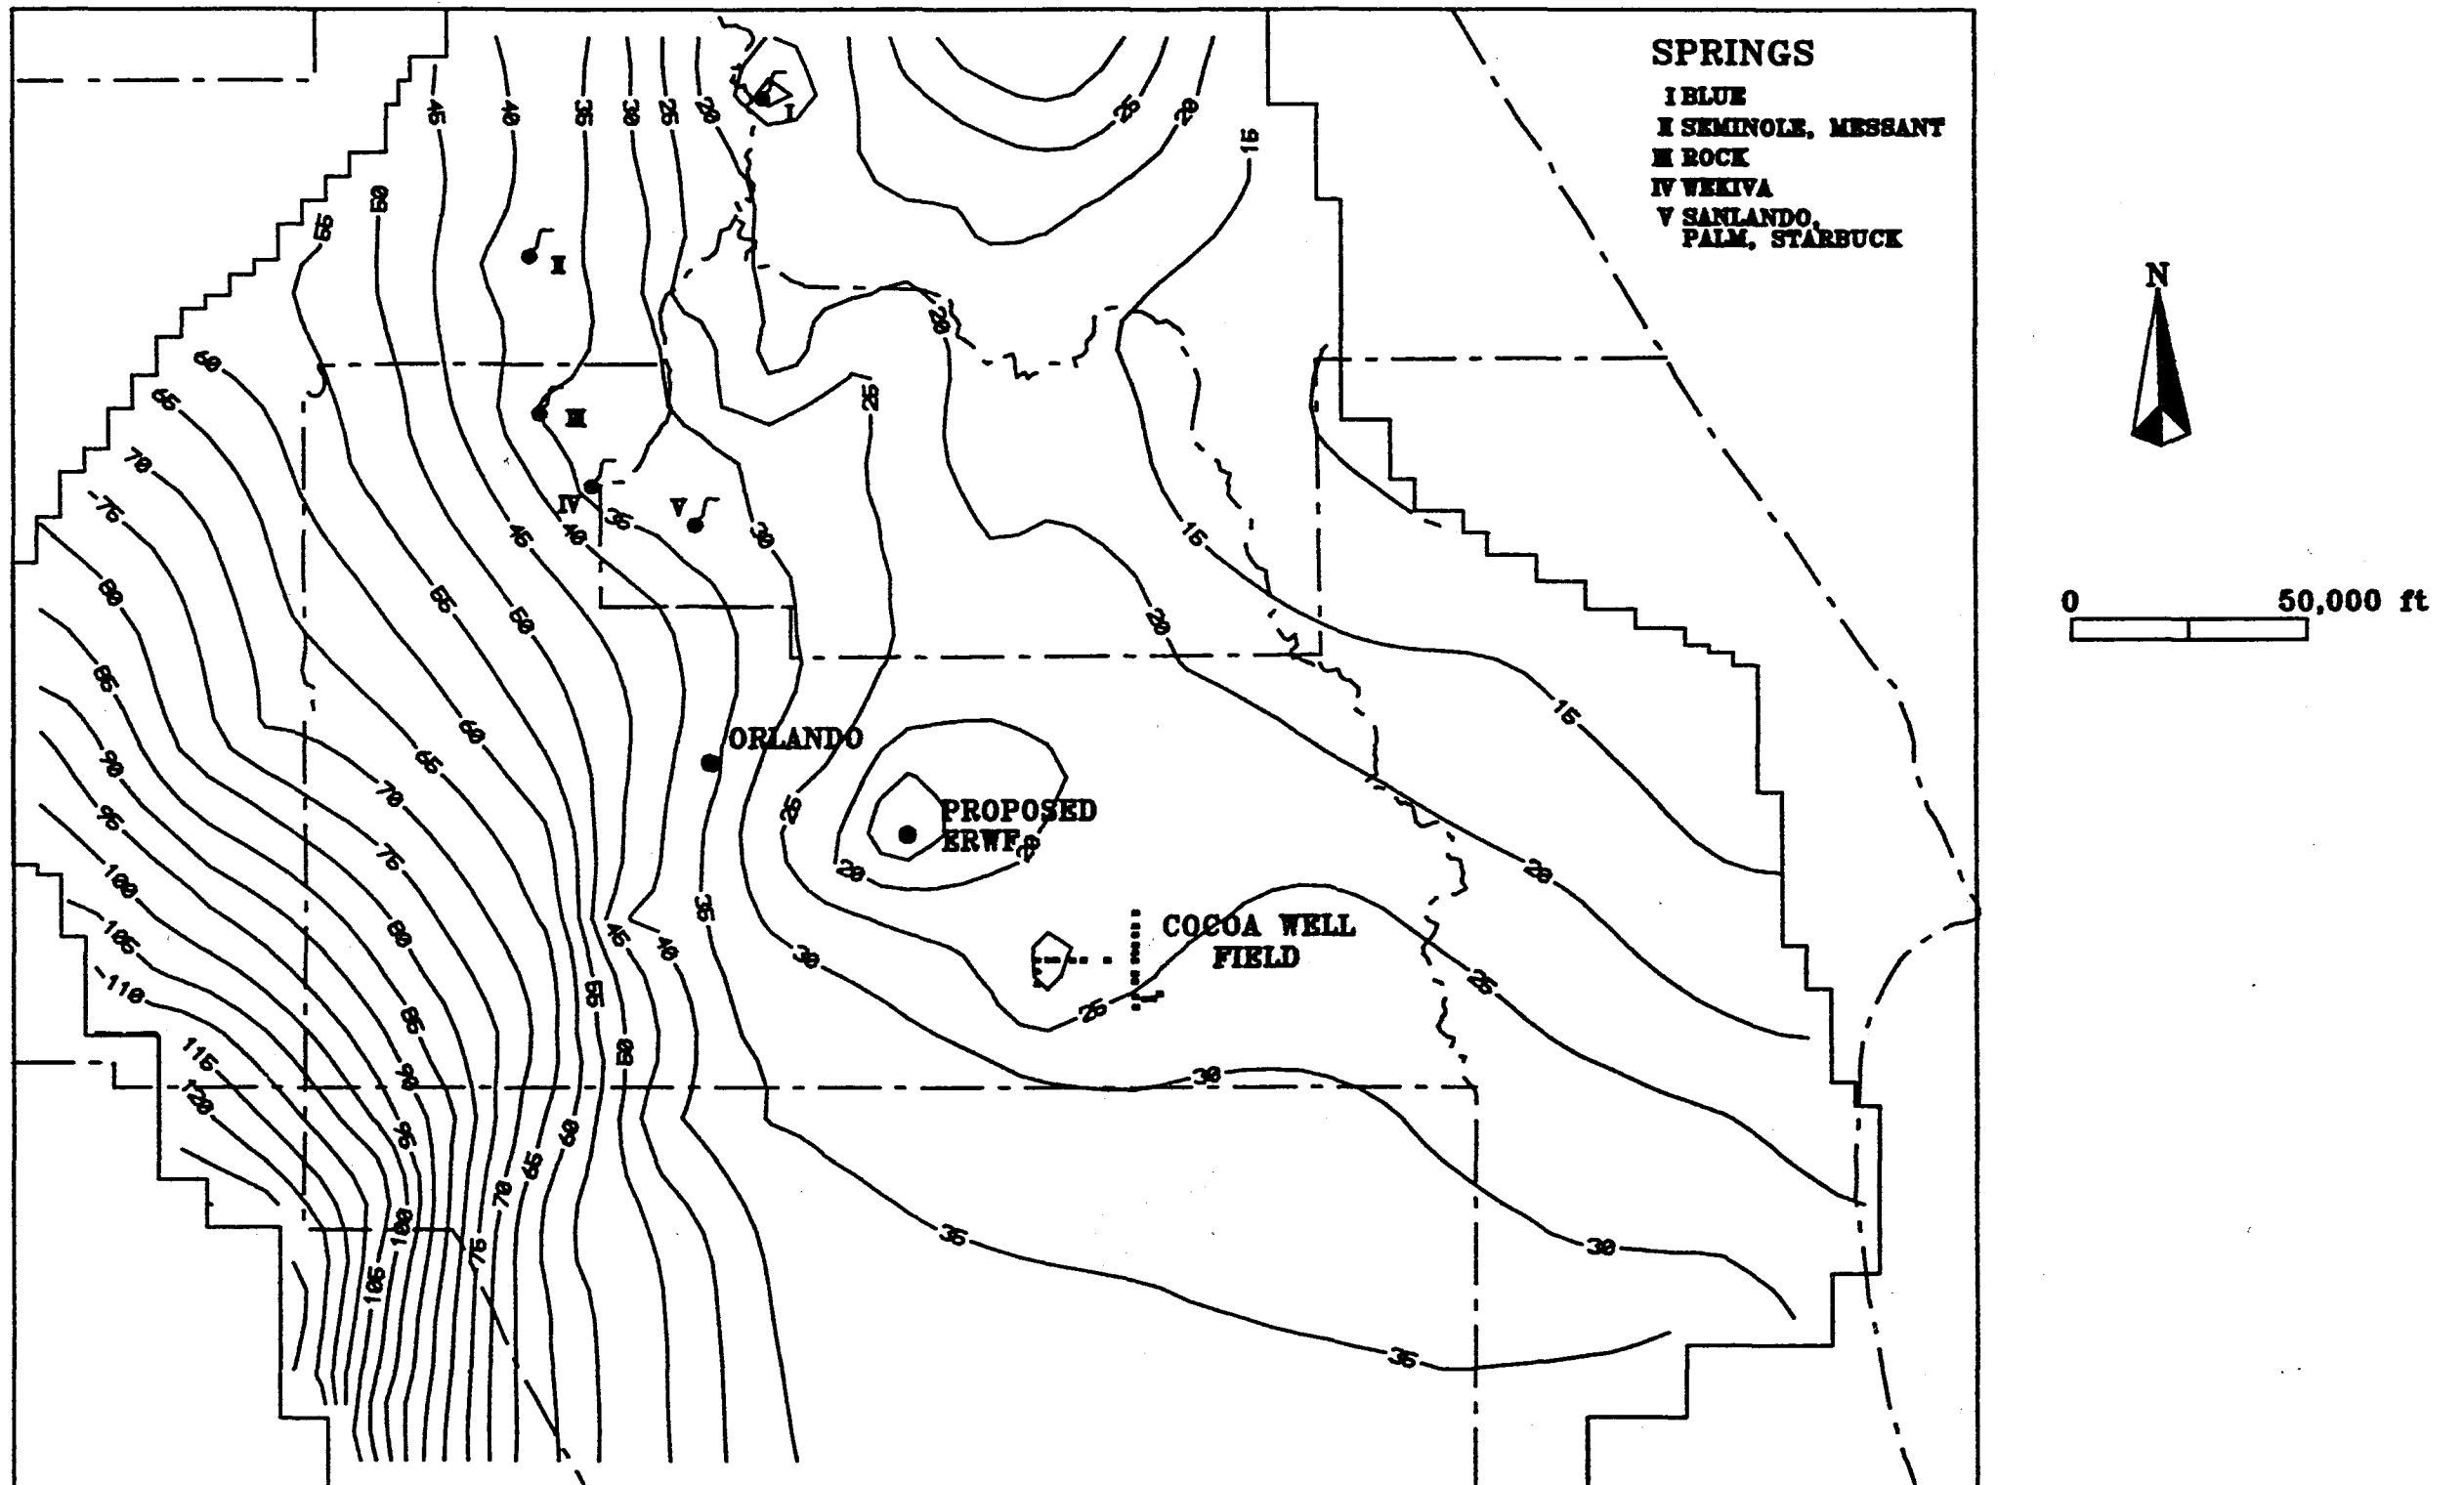 SPRINGS
I BLUE
II SEMINOLE, MESSANT
III ROCK
IV WEKIVA
V SANLANDO,
PALM, STARBUCK
N
0 50,000 ft
45 40 35 30 25 20 I 25 20 15
50
55
II
20
60
65 25
III
70
75 IV V
35
45 40 30 15
80 55 50 20
85 60 15
90 65 ORLANDO
70
95 25 PROPOSED
ERWF
75 20 20
100 35
105 80 45 40 30 COCOA WELL
FIELD
110 55 25 25
85
115 50
90 30
120
95 60
65
70
100 75 35 30
105
35